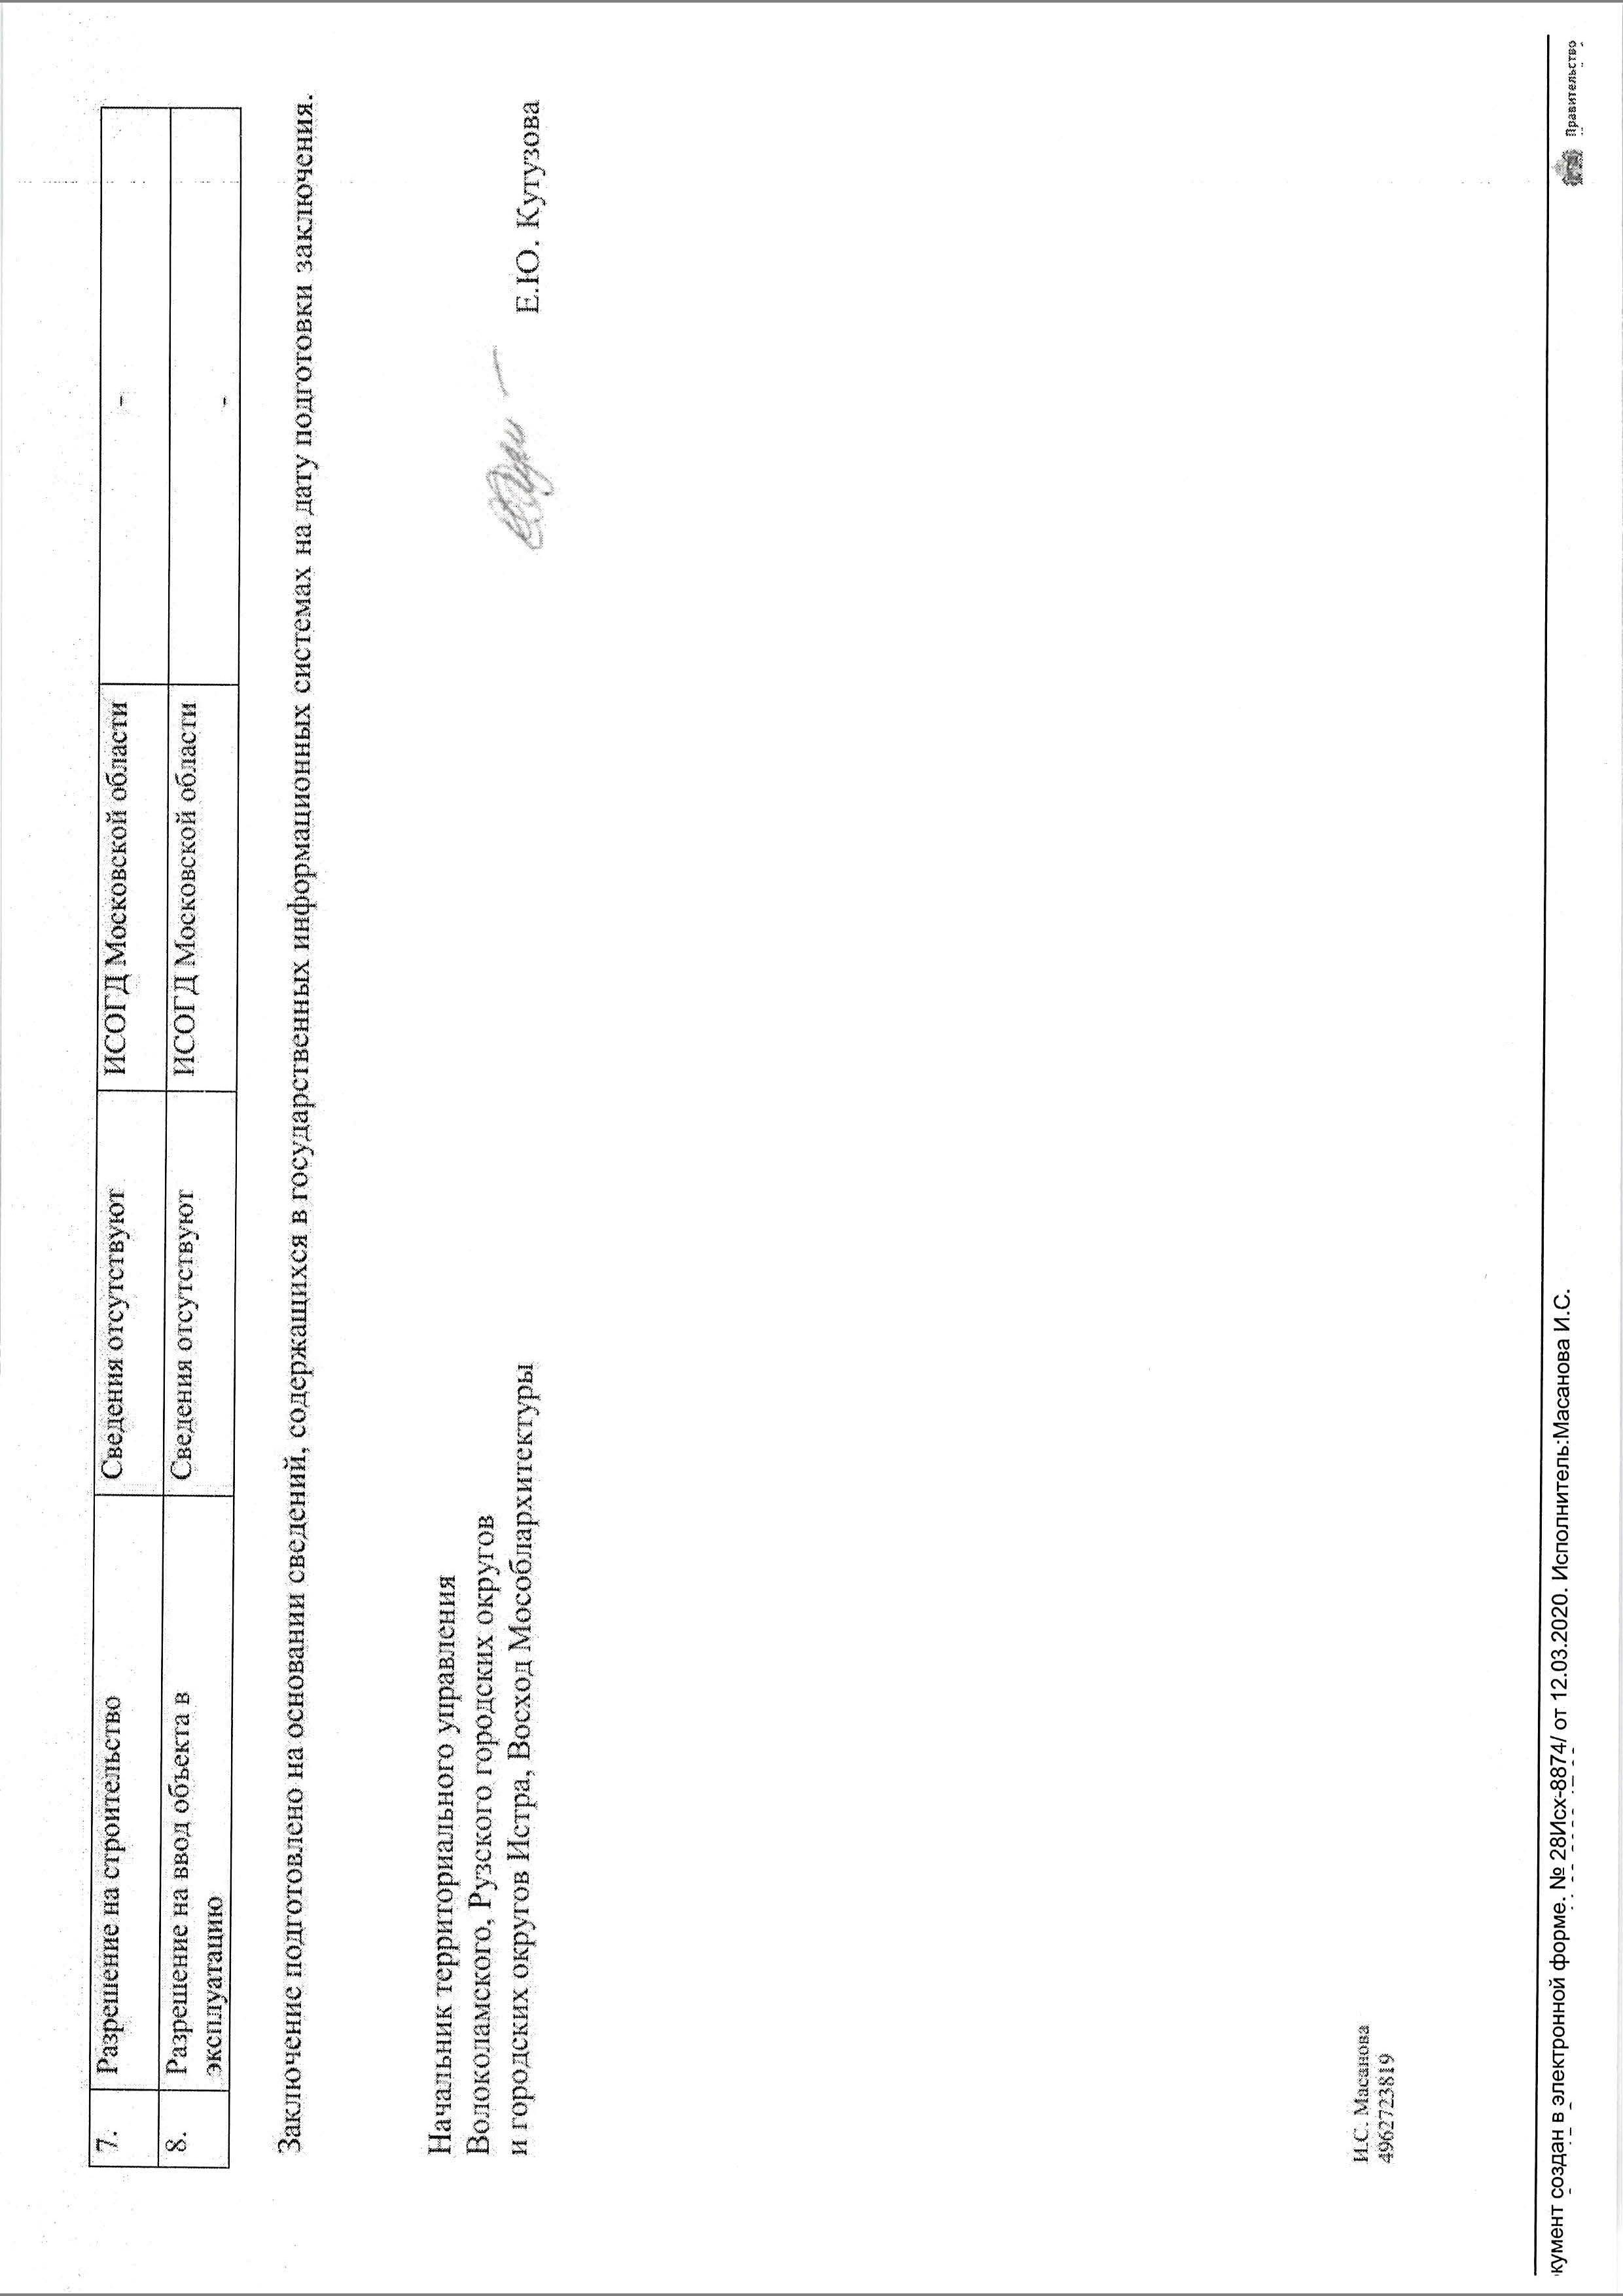 7. Разрешение на строительство Сведения отсутствуют ИСОГД Московской области -
8. Разрешение на ввод объекта в Сведения отсутствуют ИСОГД Московской области
эксплуатацию -
Заключение подготовлено на основании сведений, содержащихся в государственных информационных системах на дату подготовки заключения.
Начальник территориального управления
Волоколамского, Рузского городских округов
и городских округов Истра, Восход Мособлархитектуры Е.Ю. Кутузова
И.С. Масанова
4962723819
кумент создан в электронной форме. № 28Исх-8874/ от 12.03.2020. Исполнитель:Масанова И.С.
Правительство